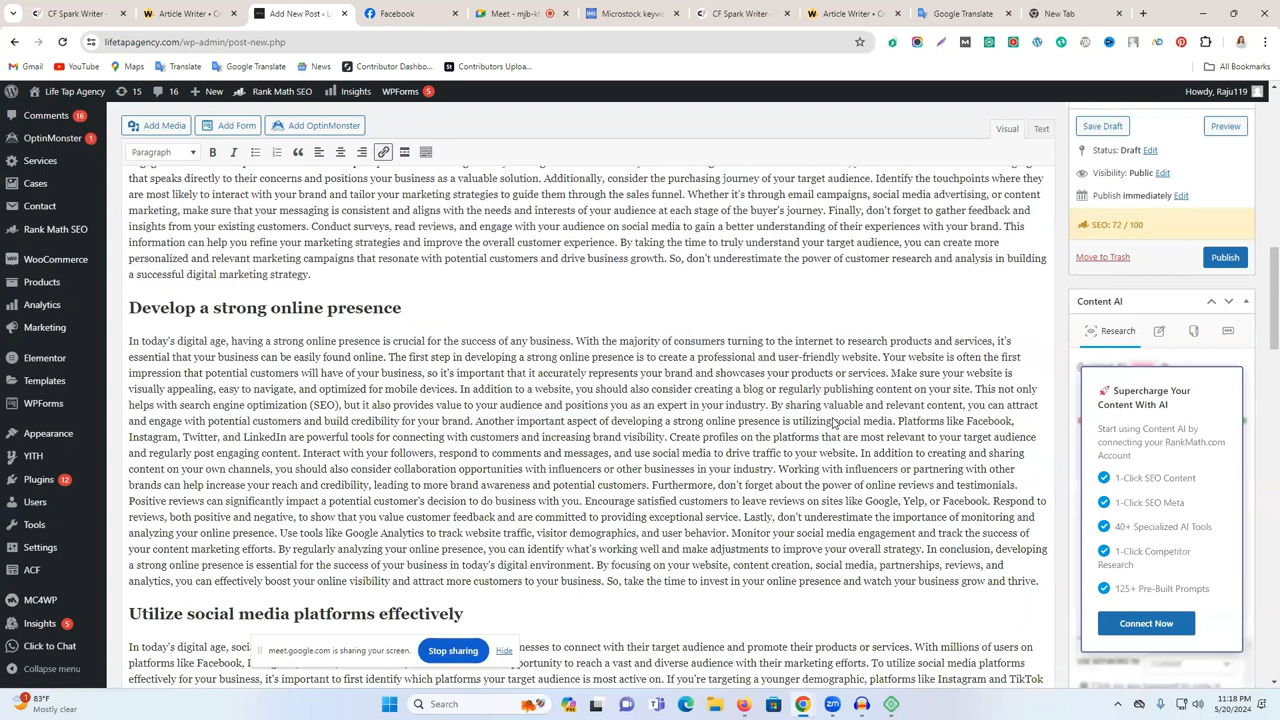 CF Spark Writer -
Article Writer - C
Add New Post ‹ Li
Facebook
Meet - mjb-k
Microstock keyw
CF Spark Writer -
Article Writer - C
Google Translate
New Tab
lifetapagency.com/wp-admin/post-new.php
Gmail YouTube Maps Translate Google Translate News Contributor Dashbo... Contributors Uploa... All Bookmarks
Life Tap Agency 15 16 New Rank Math SEO Insights WPForms 5 Howdy, Raju119
Comments 16
OptinMonster 1
Services
Cases
Contact
Rank Math SEO
WooCommerce
Products
Analytics
Marketing
Elementor
Templates
WPForms
Appearance
YITH
Plugins 12
Users
Tools
Settings
ACF
MC4WP
Insights 5
Click to Chat
Collapse menu
Add Media Add Form Add OptinMonster Visual Text
Paragraph
that speaks directly to their concerns and positions your business as a valuable solution. Additionally, consider the purchasing journey of your target audience. Identify the touchpoints where they
are most likely to interact with your brand and tailor your marketing strategies to guide them through the sales funnel. Whether it's through email campaigns, social media advertising, or content
marketing, make sure that your messaging is consistent and aligns with the needs and interests of your audience at each stage of the buyer's journey. Finally, don't forget to gather feedback and
insights from your existing customers. Conduct surveys, read reviews, and engage with your audience on social media to gain a better understanding of their experiences with your brand. This
information can help you refine your marketing strategies and improve the overall customer experience. By taking the time to truly understand your target audience, you can create more
personalized and relevant marketing campaigns that resonate with potential customers and drive business growth. So, don't underestimate the power of customer research and analysis in building
a successful digital marketing strategy.
Develop a strong online presence
In today's digital age, having a strong online presence is crucial for the success of any business. With the majority of consumers turning to the internet to research products and services, it's
essential that your business can be easily found online. The first step in developing a strong online presence is to create a professional and user-friendly website. Your website is often the first
impression that potential customers will have of your business, so it's important that it accurately represents your brand and showcases your products or services. Make sure your website is
visually appealing, easy to navigate, and optimized for mobile devices. In addition to a website, you should also consider creating a blog or regularly publishing content on your site. This not only
helps with search engine optimization (SEO), but it also provides value to your audience and positions you as an expert in your industry. By sharing valuable and relevant content, you can attract
and engage with potential customers and build credibility for your brand. Another important aspect of developing a strong online presence is utilizing social media. Platforms like Facebook,
Instagram, Twitter, and LinkedIn are powerful tools for connecting with customers and increasing brand visibility. Create profiles on the platforms that are most relevant to your target audience
and regularly post engaging content. Interact with your followers, respond to comments and messages, and use social media to drive traffic to your website. In addition to creating and sharing
content on your own channels, you should also consider collaboration opportunities with influencers or other businesses in your industry. Working with influencers or partnering with other
brands can help increase your reach and credibility, leading to more brand awareness and potential customers. Furthermore, don't forget about the power of online reviews and testimonials.
Positive reviews can significantly impact a potential customer's decision to do business with you. Encourage satisfied customers to leave reviews on sites like Google, Yelp, or Facebook. Respond to
reviews, both positive and negative, to show that you value customer feedback and are committed to providing exceptional service. Lastly, don't underestimate the importance of monitoring and
analyzing your online presence. Use tools like Google Analytics to track website traffic, visitor demographics, and user behavior. Monitor your social media engagement and track the success of
your content marketing efforts. By regularly analyzing your online presence, you can identify what's working well and make adjustments to improve your overall strategy. In conclusion, developing
a strong online presence is essential for the success of your business in today's digital environment. By focusing on your website, content creation, social media, partnerships, reviews, and
analytics, you can effectively boost your online visibility and attract more customers to your business. So, take the time to invest in your online presence and watch your business grow and thrive.
Utilize social media platforms effectively
In today's digital age, soci
nesses to connect with their target audience and promote their products or services. With millions of users on
platforms like Facebook,
portunity to reach a vast and diverse audience with their marketing efforts. To utilize social media platforms
effectively for your business, it's important to first identify which platforms your target audience is most active on. If you're targeting a younger demographic, platforms like Instagram and TikTok
meet.google.com is sharing your screen. Stop sharing Hide
Save Draft Preview
Status: Draft Edit
Visibility: Public Edit
Publish immediately Edit
SEO: 72 / 100
Move to Trash Publish
Content AI
Research
Supercharge Your
Content With AI
Start using Content AI by
connecting your RankMath.com
Account
1-Click SEO Content
1-Click SEO Meta
40+ Specialized AI Tools
1-Click Competitor
Research
125+ Pre-Built Prompts
Connect Now
1
83°F
Mostly clear
Search
11:18 PM
5/20/2024